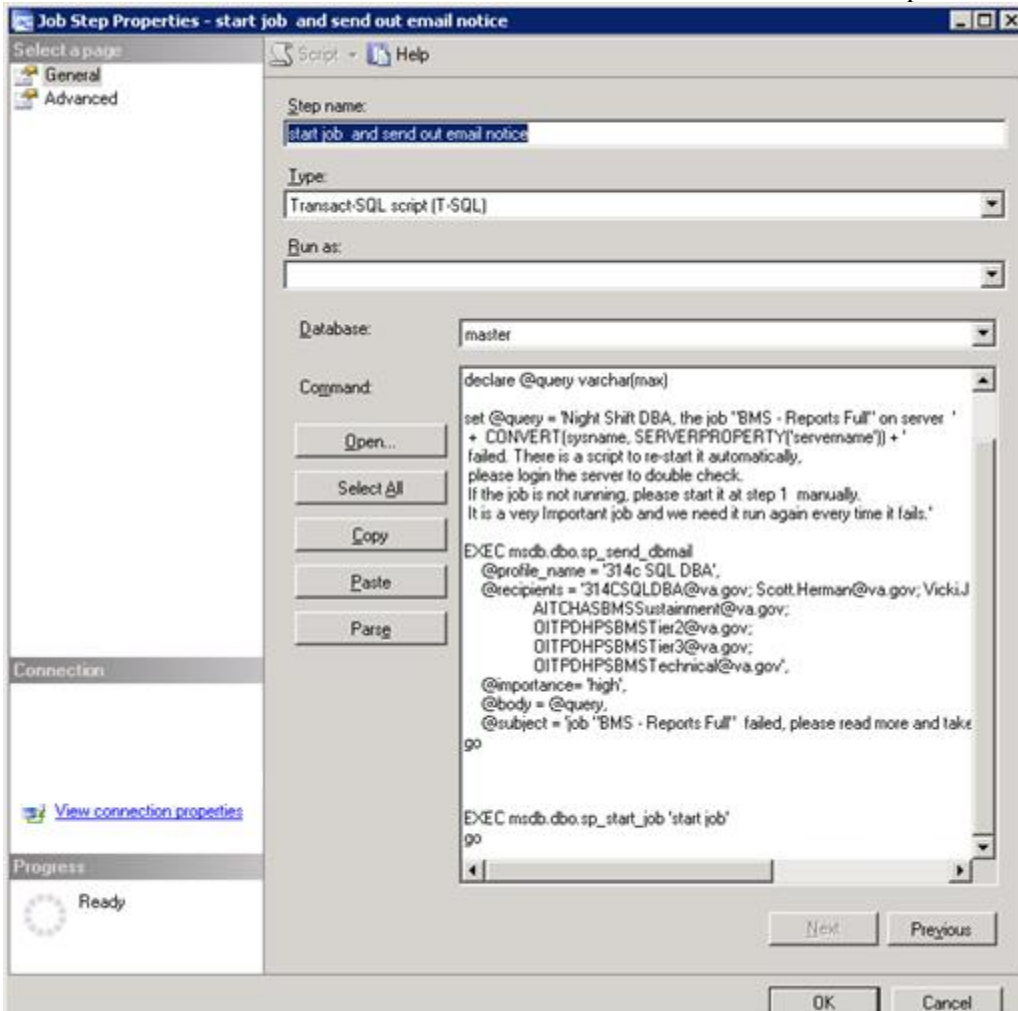 Job Step Properties - start job and send out email notice
Select a page
General
Advanced
Script
Help
Step name:
start job and send out email notice
Type:
Transact-SQL script (T-SQL)
Run as:
Database:
master
Command:
Open...
Select All
Copy
Paste
Parse
declare @query varchar(max)
set @query = 'Night Shift DBA, the job "BMS - Reports Full" on server '
+ CONVERT(sysname, SERVERPROPERTY('servername')) + '
failed. There is a script to re-start it automatically,
please login the server to double check.
If the job is not running, please start it at step 1 manually.
It is a very Important job and we need it run again every time it fails.'
EXEC msdb.dbo.sp_send_dbmail
@profile_name = '314c SQL DBA',
@recipients = '314CSQLDBA@va.gov; Scott.Herman@va.gov; Vicki.J
AITCHASBMSSustainment@va.gov;
OITPDHPSBMSTier2@va.gov;
OITPDHPSBMSTier3@va.gov;
OITPDHPSBMSTechnical@va.gov',
@importance= 'high',
@body = @query,
@subject = 'job "BMS - Reports Full" failed, please read more and take
go
EXEC msdb.dbo.sp_start_job 'start job'
go
Connection
View connection properties
Progress
Ready
Next
Previous
OK
Cancel